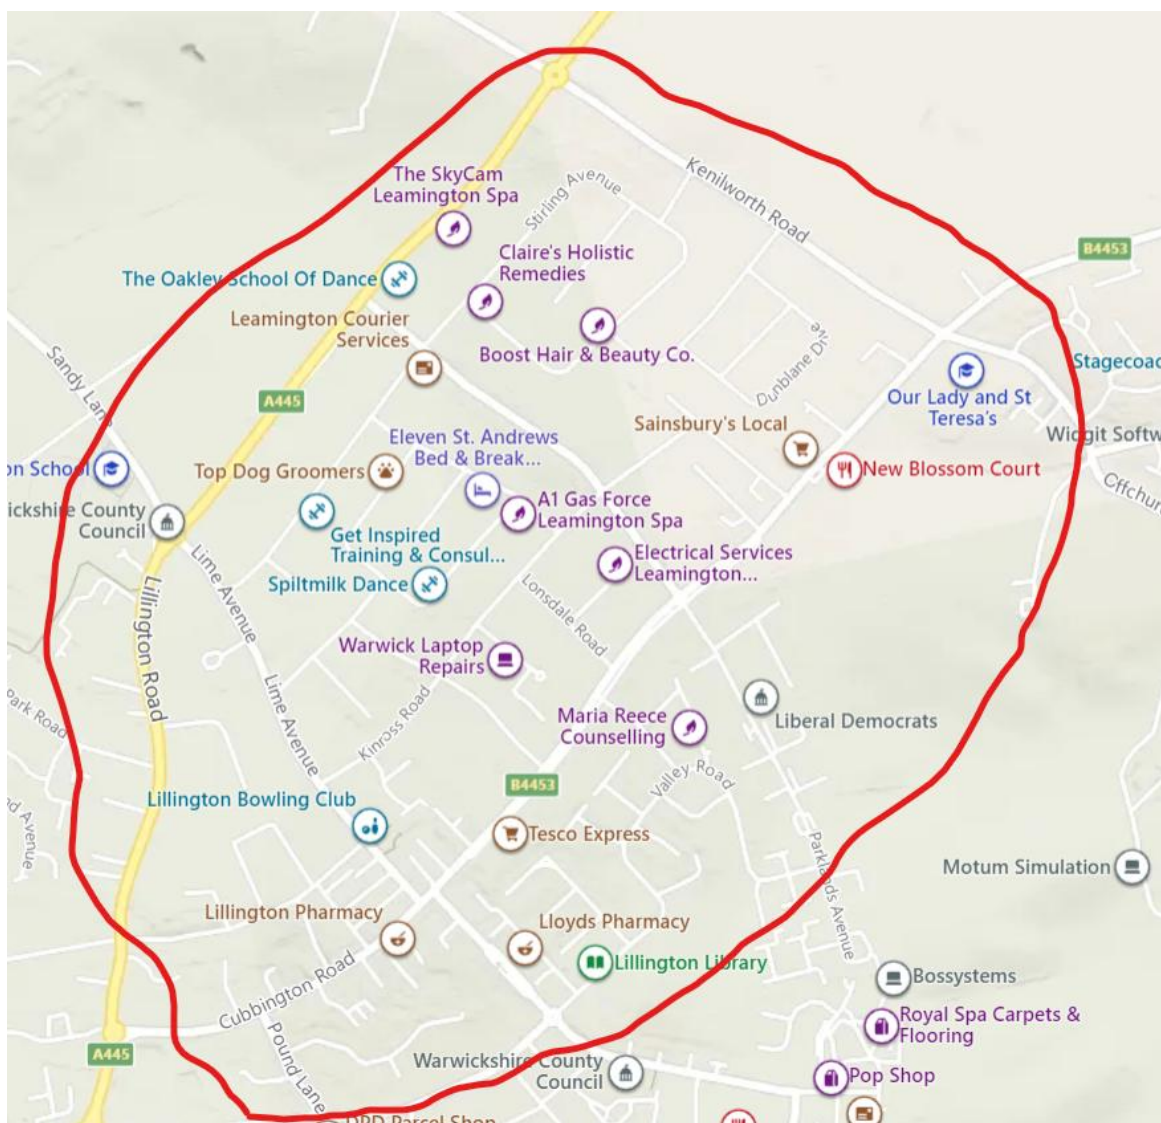 Kenilworth Road
The SkyCam
Leamington Spa
Stirling Avenue
B4453
Claire's Holistic
Remedies
The Oakley School Of Dance
Leamington Courier
Services
Boost Hair & Beauty Co.
Dunblane Drive
Stagecoac
Sandy Lane
A445
Our Lady and St
Teresa's
Sainsbury's Local
Eleven St. Andrews
Bed & Break...
Widgit Softw
on School
Top Dog Groomers
New Blossom Court
A1 Gas Force
Leamington Spa
Offchur
ickshire County
Council
Get Inspired
Training & Consul...
Electrical Services
Leamington...
Spiltmilk Dance
Lime Avenue
Lillington Road
Lonsdale Road
Warwick Laptop
Repairs
Park Road
Lime Avenue
Kinross Road
Maria Reece
Counselling
Liberal Democrats
Valley Road
B4453
Lillington Bowling Club
nd Avenue
Tesco Express
Parklands Avenue
Motum Simulation
Lillington Pharmacy
Lloyds Pharmacy
Lillington Library
Cubbington Road
Bossystems
Royal Spa Carpets &
Flooring
Pound Lane
A445
Warwickshire County
Council
Pop Shop
DPD Parcel Shop